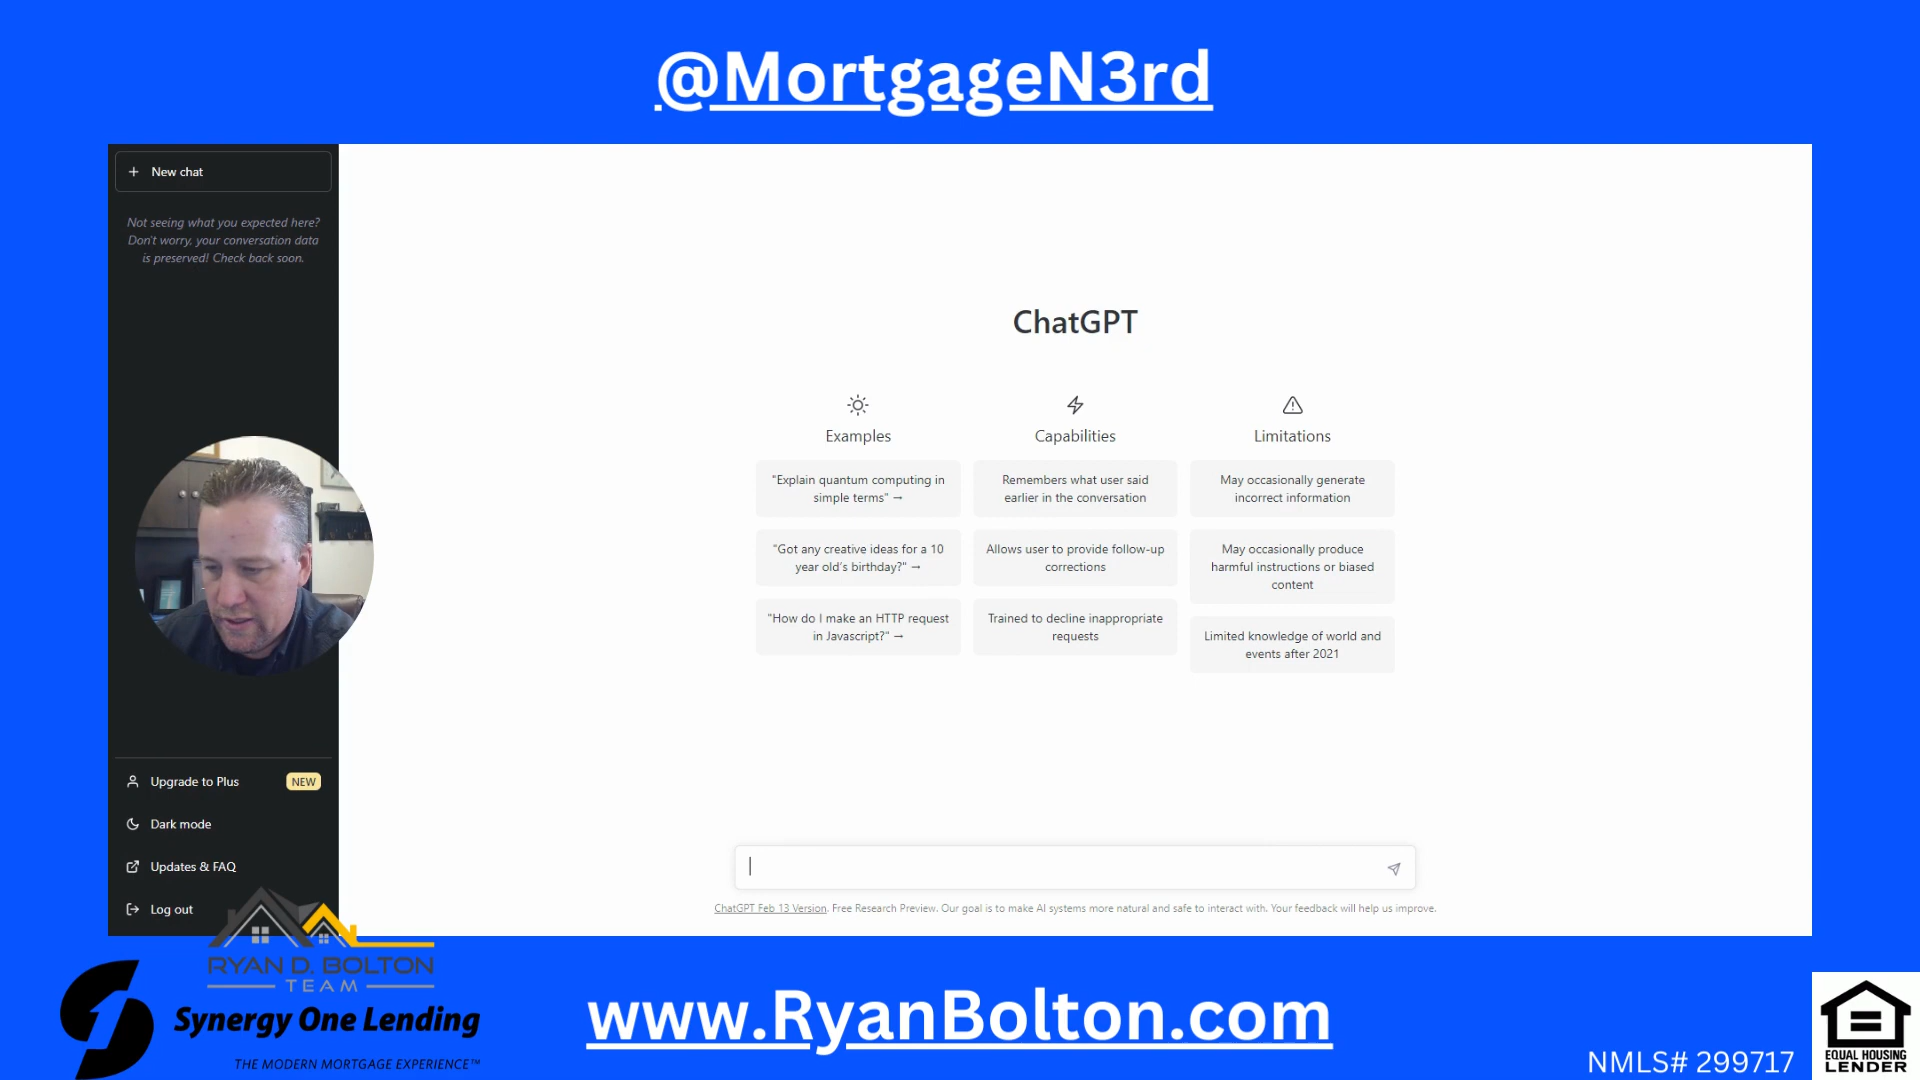 @MortgageN3rd
New chat
Not seeing what you expected here?
Don't worry, your conversation data
is preserved! Check back soon.
ChatGPT
Examples
"Explain quantum computing in
simple terms" →
"Got any creative ideas for a 10
year old's birthday?" →
"How do I make an HTTP request
in Javascript?" →
Capabilities
Remembers what user said
earlier in the conversation
Allows user to provide follow-up
corrections
Trained to decline inappropriate
requests
Limitations
May occasionally generate
incorrect information
May occasionally produce
harmful instructions or biased
content
Limited knowledge of world and
events after 2021
Upgrade to Plus NEW
Dark mode
Updates & FAQ
Log out
ChatGPT Feb 13 Version. Free Research Preview. Our goal is to make AI systems more natural and safe to interact with. Your feedback will help us improve.
RYAN D. BOLTON
TEAM
Synergy One Lending
THE MODERN MORTGAGE EXPERIENCE™
www.RyanBolton.com
NMLS# 299717
EQUAL HOUSING
LENDER